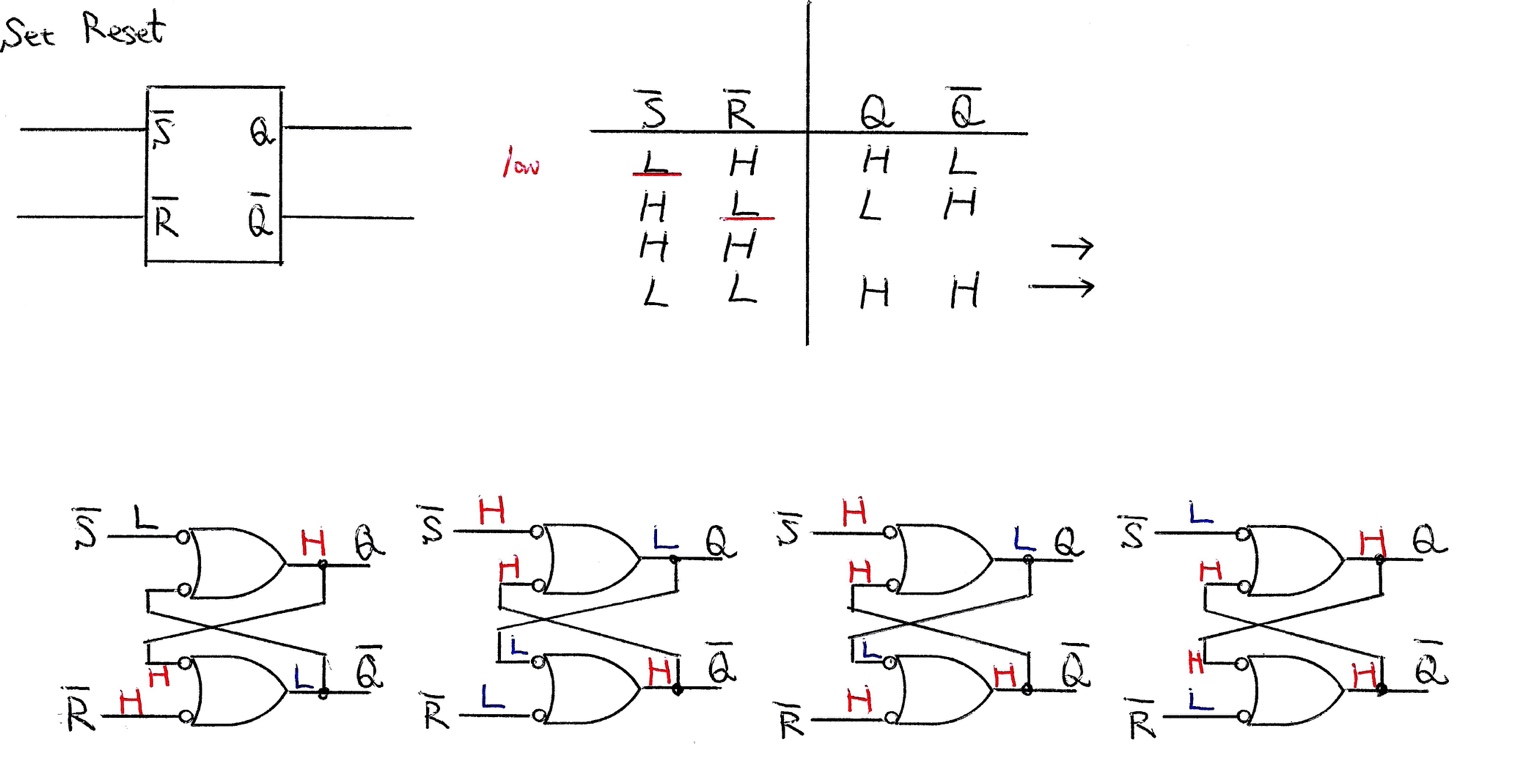 Set Reset
S̅ Q
R̅ Q̅
S̅ R̅ Q Q̅
low L H H L
H L L H
H H →
L L H H →
S̅ L H Q
H L Q̅
R̅ H
S̅ H L Q
H
L H Q̅
R̅ L
S̅ H L Q
H
L H Q̅
R̅ H
S̅ L H Q
H
H H Q̅
R̅ L